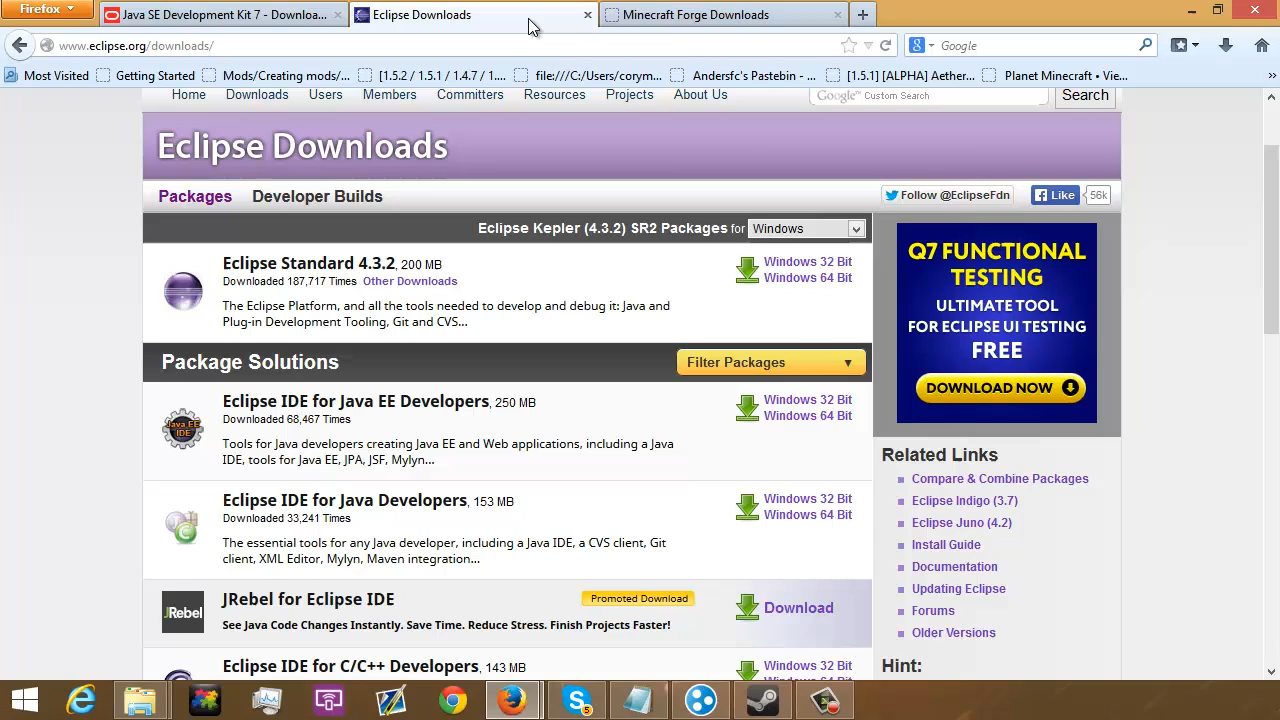 Firefox
Java SE Development Kit 7 - Downloa...
Eclipse Downloads
Minecraft Forge Downloads
www.eclipse.org/downloads/
Google
Most Visited
Getting Started
Mods/Creating mods/...
[1.5.2 / 1.5.1 / 1.4.7 / 1....
file:///C:/Users/corym...
Andersfc's Pastebin - ...
[1.5.1] [ALPHA] Aether...
Planet Minecraft • Vie...
Home
Downloads
Users
Members
Committers
Resources
Projects
About Us
Google Custom Search
Search
Eclipse Downloads
Packages
Developer Builds
Follow @EclipseFdn
Like
56k
Eclipse Kepler (4.3.2) SR2 Packages for
Windows
Eclipse Standard 4.3.2, 200 MB
Downloaded 187,717 Times Other Downloads
The Eclipse Platform, and all the tools needed to develop and debug it: Java and
Plug-in Development Tooling, Git and CVS...
Windows 32 Bit
Windows 64 Bit
Package Solutions
Filter Packages
Java EE
IDE
Eclipse IDE for Java EE Developers, 250 MB
Downloaded 68,467 Times
Tools for Java developers creating Java EE and Web applications, including a Java
IDE, tools for Java EE, JPA, JSF, Mylyn...
Windows 32 Bit
Windows 64 Bit
Eclipse IDE for Java Developers, 153 MB
Downloaded 33,241 Times
The essential tools for any Java developer, including a Java IDE, a CVS client, Git
client, XML Editor, Mylyn, Maven integration...
Windows 32 Bit
Windows 64 Bit
JRebel
JRebel for Eclipse IDE
Promoted Download
See Java Code Changes Instantly. Save Time. Reduce Stress. Finish Projects Faster!
Download
Eclipse IDE for C/C++ Developers, 143 MB
Windows 32 Bit
Windows 64 Bit
Q7 FUNCTIONAL
TESTING
ULTIMATE TOOL
FOR ECLIPSE UI TESTING
FREE
DOWNLOAD NOW
Related Links
Compare & Combine Packages
Eclipse Indigo (3.7)
Eclipse Juno (4.2)
Install Guide
Documentation
Updating Eclipse
Forums
Older Versions
Hint:
5